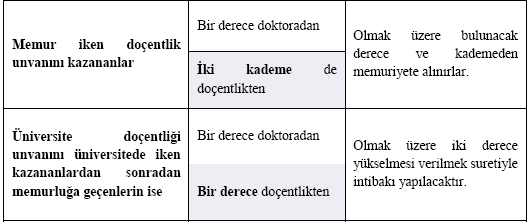 Memur iken doçentlik
unvanını kazananlar
Bir derece doktoradan
İki kademe de
doçentlikten
Olmak üzere bulunacak
derece ve kademeden
memuriyete alınırlar.
Üniversite doçentliği
unvanı üniversitede iken
kazananlardan sonradan
memurluğa geçenlerin ise
Bir derece doktoradan
Bir derece doçentlikten
Olmak üzere iki derece
yükselmesi verilmek suretiyle
intibakı yapılacaktır.